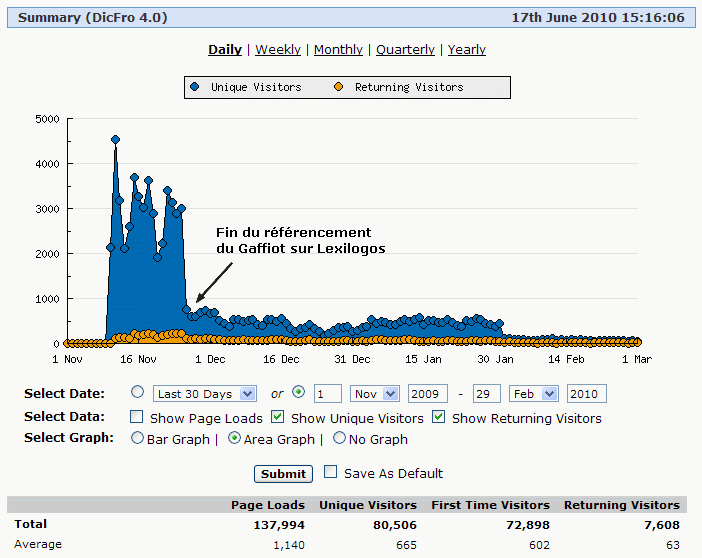 Summary (DicFro 4.0) 17th June 2010 15:16:06
Daily | Weekly | Monthly | Quarterly | Yearly
Unique Visitors Returning Visitors
5000
4000
3000
2000
1000
0
Fin du référencement
du Gaffiot sur Lexilogos
1 Nov 16 Nov 1 Dec 16 Dec 31 Dec 15 Jan 30 Jan 14 Feb 1 Mar
Select Date: Last 30 Days or 1 Nov 2009 - 29 Feb 2010
Select Data: Show Page Loads Show Unique Visitors Show Returning Visitors
Select Graph: Bar Graph | Area Graph | No Graph
Submit Save As Default
Page Loads Unique Visitors First Time Visitors Returning Visitors
Total 137,994 80,506 72,898 7,608
Average 1,140 665 602 63